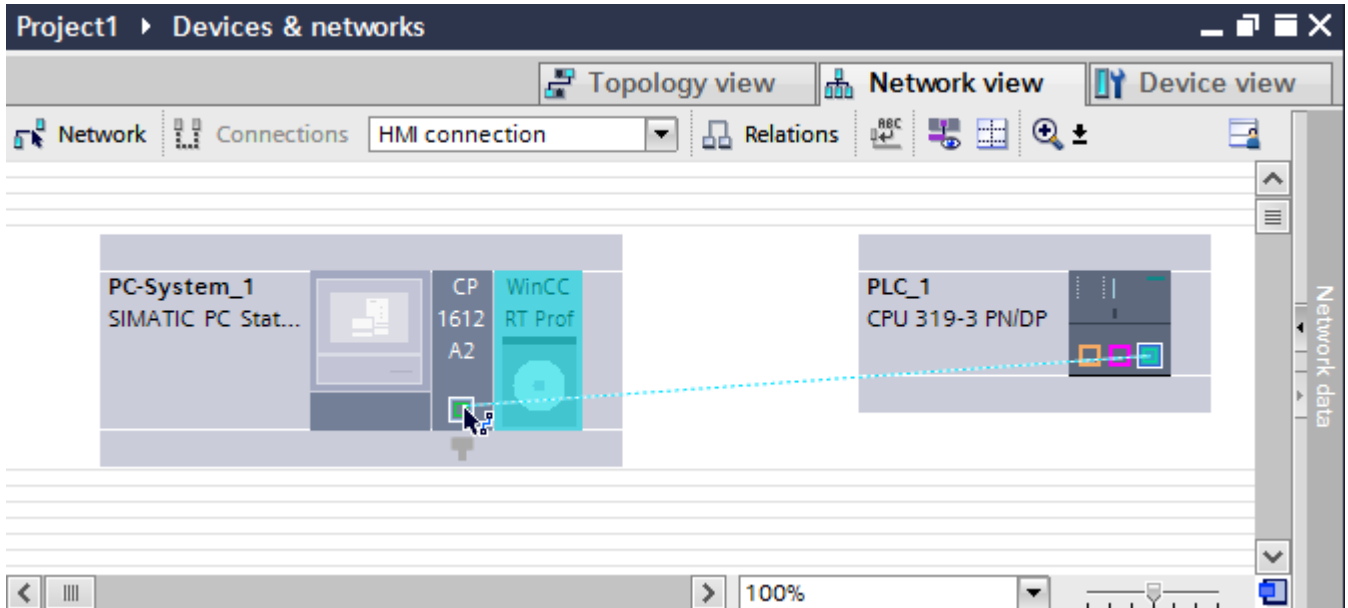 Project1 ▸ Devices & networks
Topology view Network view Device view
Network Connections HMI connection Relations
PC-System_1
SIMATIC PC Stat...
CP
1612
A2
WinCC
RT Prof
PLC_1
CPU 319-3 PN/DP
Network data
100%